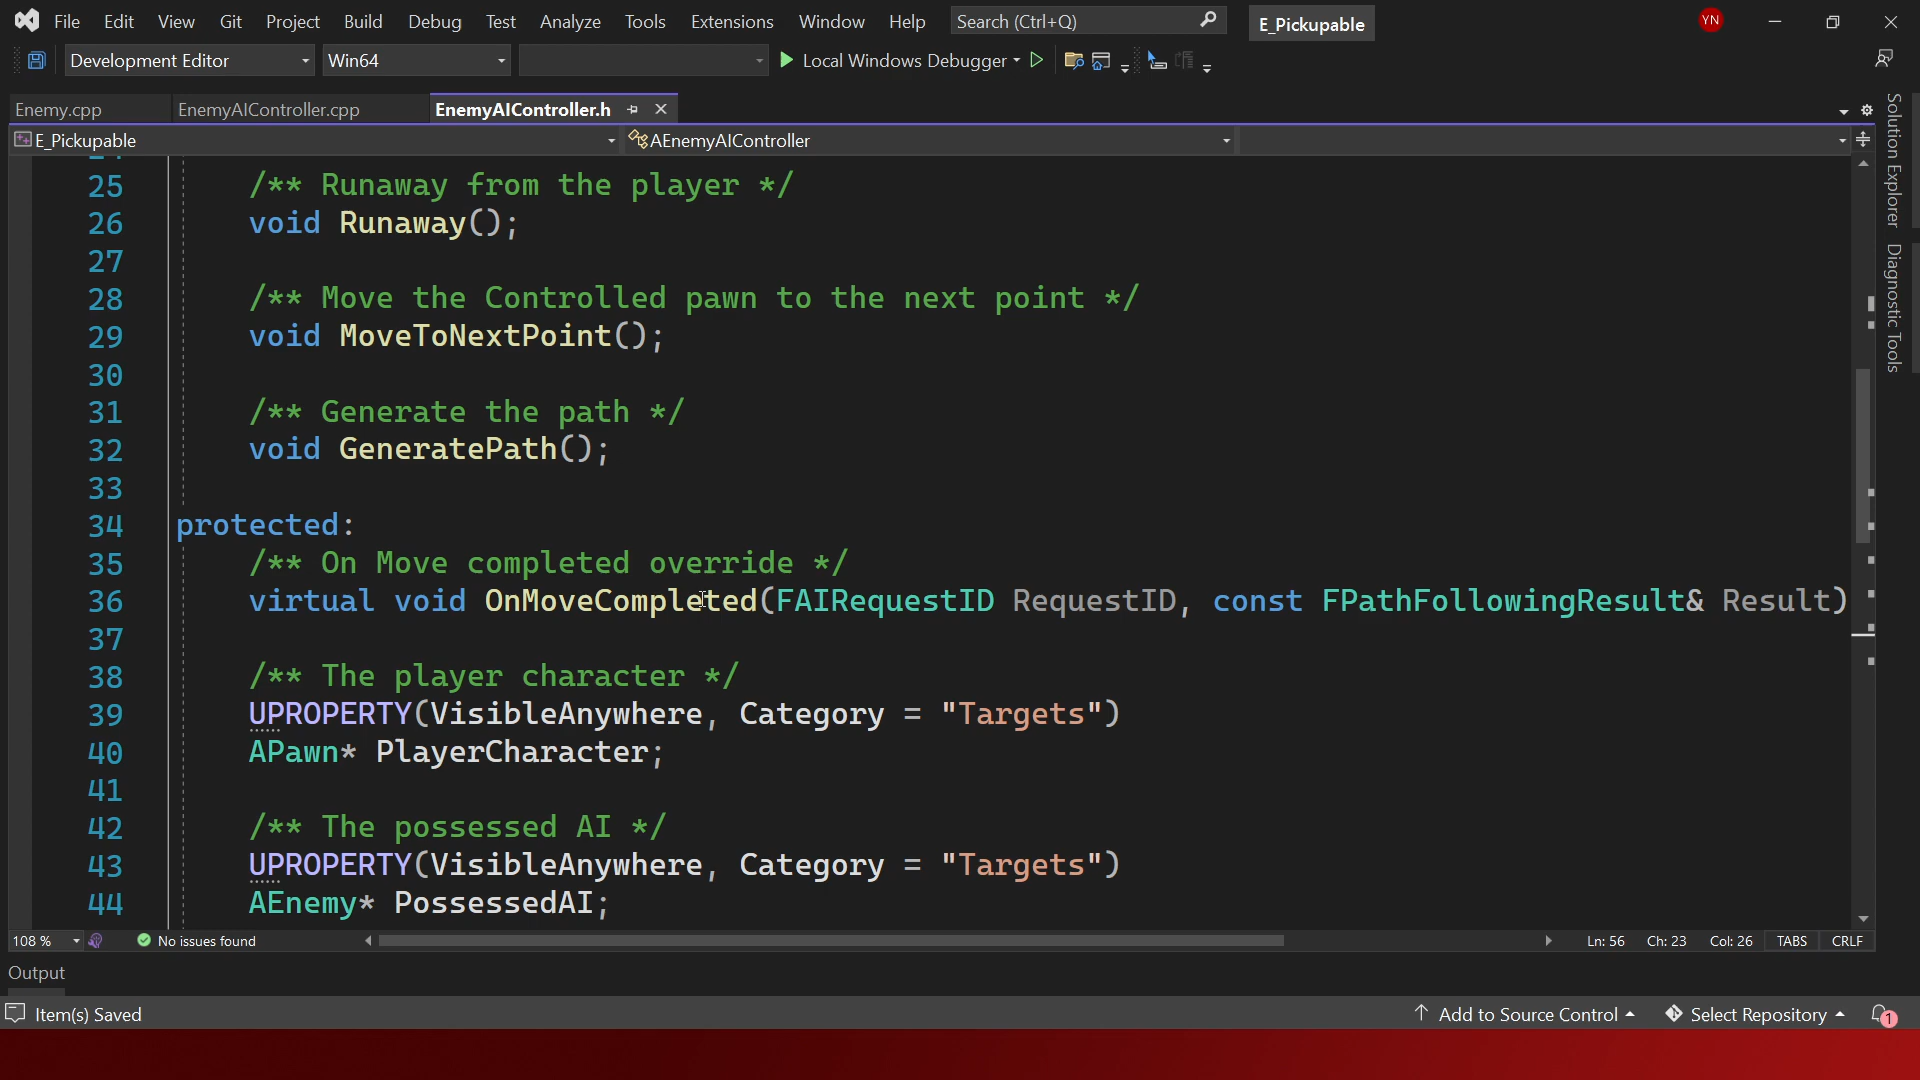 File Edit View Git Project Build Debug Test Analyze Tools Extensions Window Help Search (Ctrl+Q) E_Pickupable YN
Development Editor Win64 Local Windows Debugger
Enemy.cpp EnemyAIController.cpp EnemyAIController.h
E_Pickupable AEnemyAIController
25 /** Runaway from the player */
26 void Runaway();
27
28 /** Move the Controlled pawn to the next point */
29 void MoveToNextPoint();
30
31 /** Generate the path */
32 void GeneratePath();
33
34 protected:
35 /** On Move completed override */
36 virtual void OnMoveCompleted(FAIRequestID RequestID, const FPathFollowingResult& Result)
37
38 /** The player character */
39 UPROPERTY(VisibleAnywhere, Category = "Targets")
40 APawn* PlayerCharacter;
41
42 /** The possessed AI */
43 UPROPERTY(VisibleAnywhere, Category = "Targets")
44 AEnemy* PossessedAI;
Solution Explorer
Diagnostic Tools
108 % No issues found Ln: 56 Ch: 23 Col: 26 TABS CRLF
Output
Item(s) Saved Add to Source Control Select Repository 1